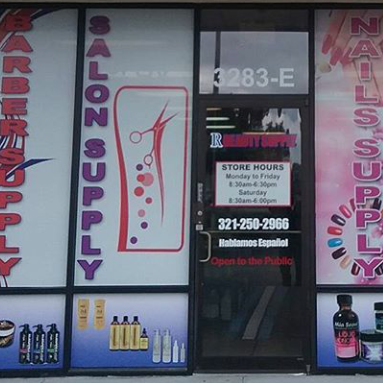 BARBER SUPPLY
SALON SUPPLY
3283-E
R BEAUTY SUPPLY
STORE HOURS
Monday to Friday
8:30am-6:30pm
Saturday
8:30am-6:00pm
321-250-2966
Hablamos Español
Open to the Public
NAILS SUPPLY